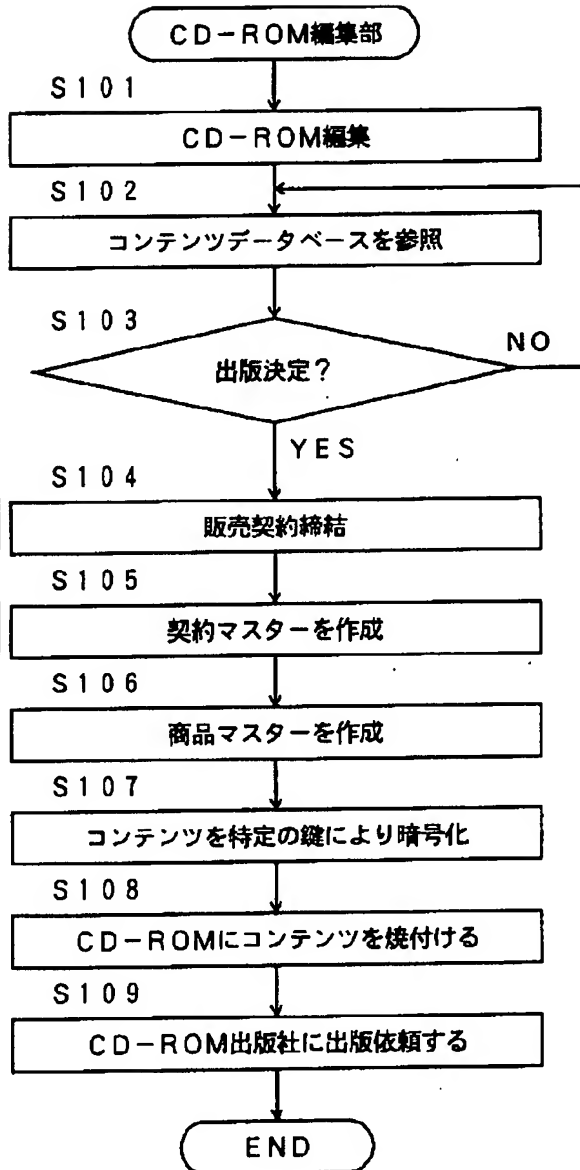 CD-ROM編集部
S101
CD-ROM編集
S102
コンテンツデータベースを参照
S103
出版決定?
NO
YES
S104
販売契約締結
S105
契約マスターを作成
S106
商品マスターを作成
S107
コンテンツを特定の鍵により暗号化
S108
CD-ROMにコンテンツを焼付ける
S109
CD-ROM出版社に出版依頼する
END